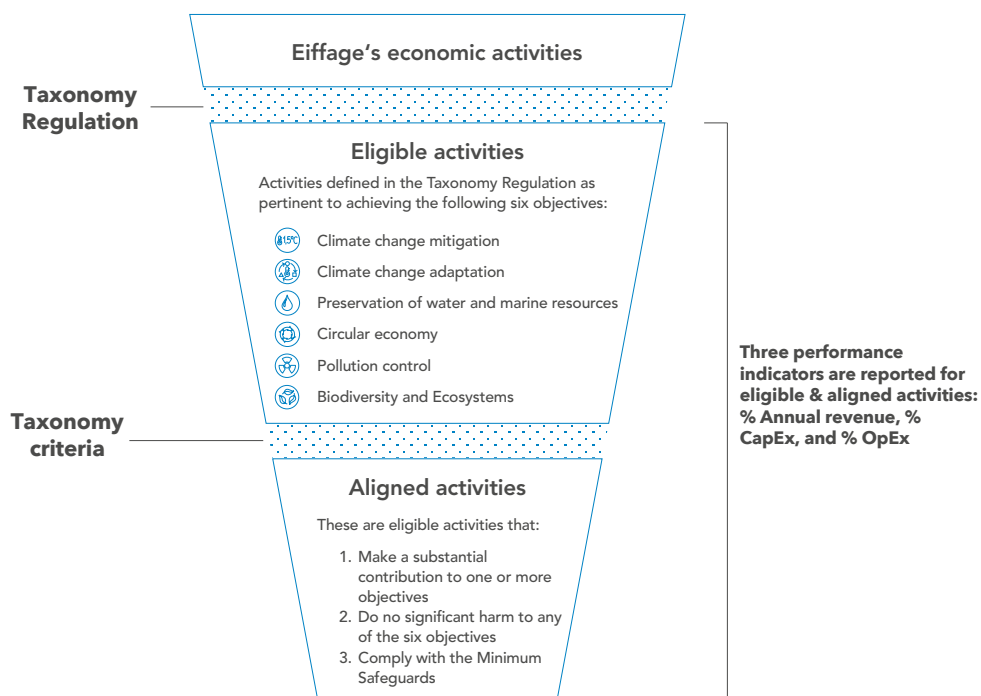 Eiffage's economic activities
Taxonomy
Regulation
Eligible activities
Activities defined in the Taxonomy Regulation as
pertinent to achieving the following six objectives:
1.5°C
Climate change mitigation
Climate change adaptation
Preservation of water and marine resources
Circular economy
Pollution control
Biodiversity and Ecosystems
Three performance
indicators are reported for
eligible & aligned activities:
% Annual revenue, %
CapEx, and % OpEx
Taxonomy
criteria
Aligned activities
These are eligible activities that:
1. Make a substantial
contribution to one or more
objectives
2. Do no significant harm to any
of the six objectives
3. Comply with the Minimum
Safeguards